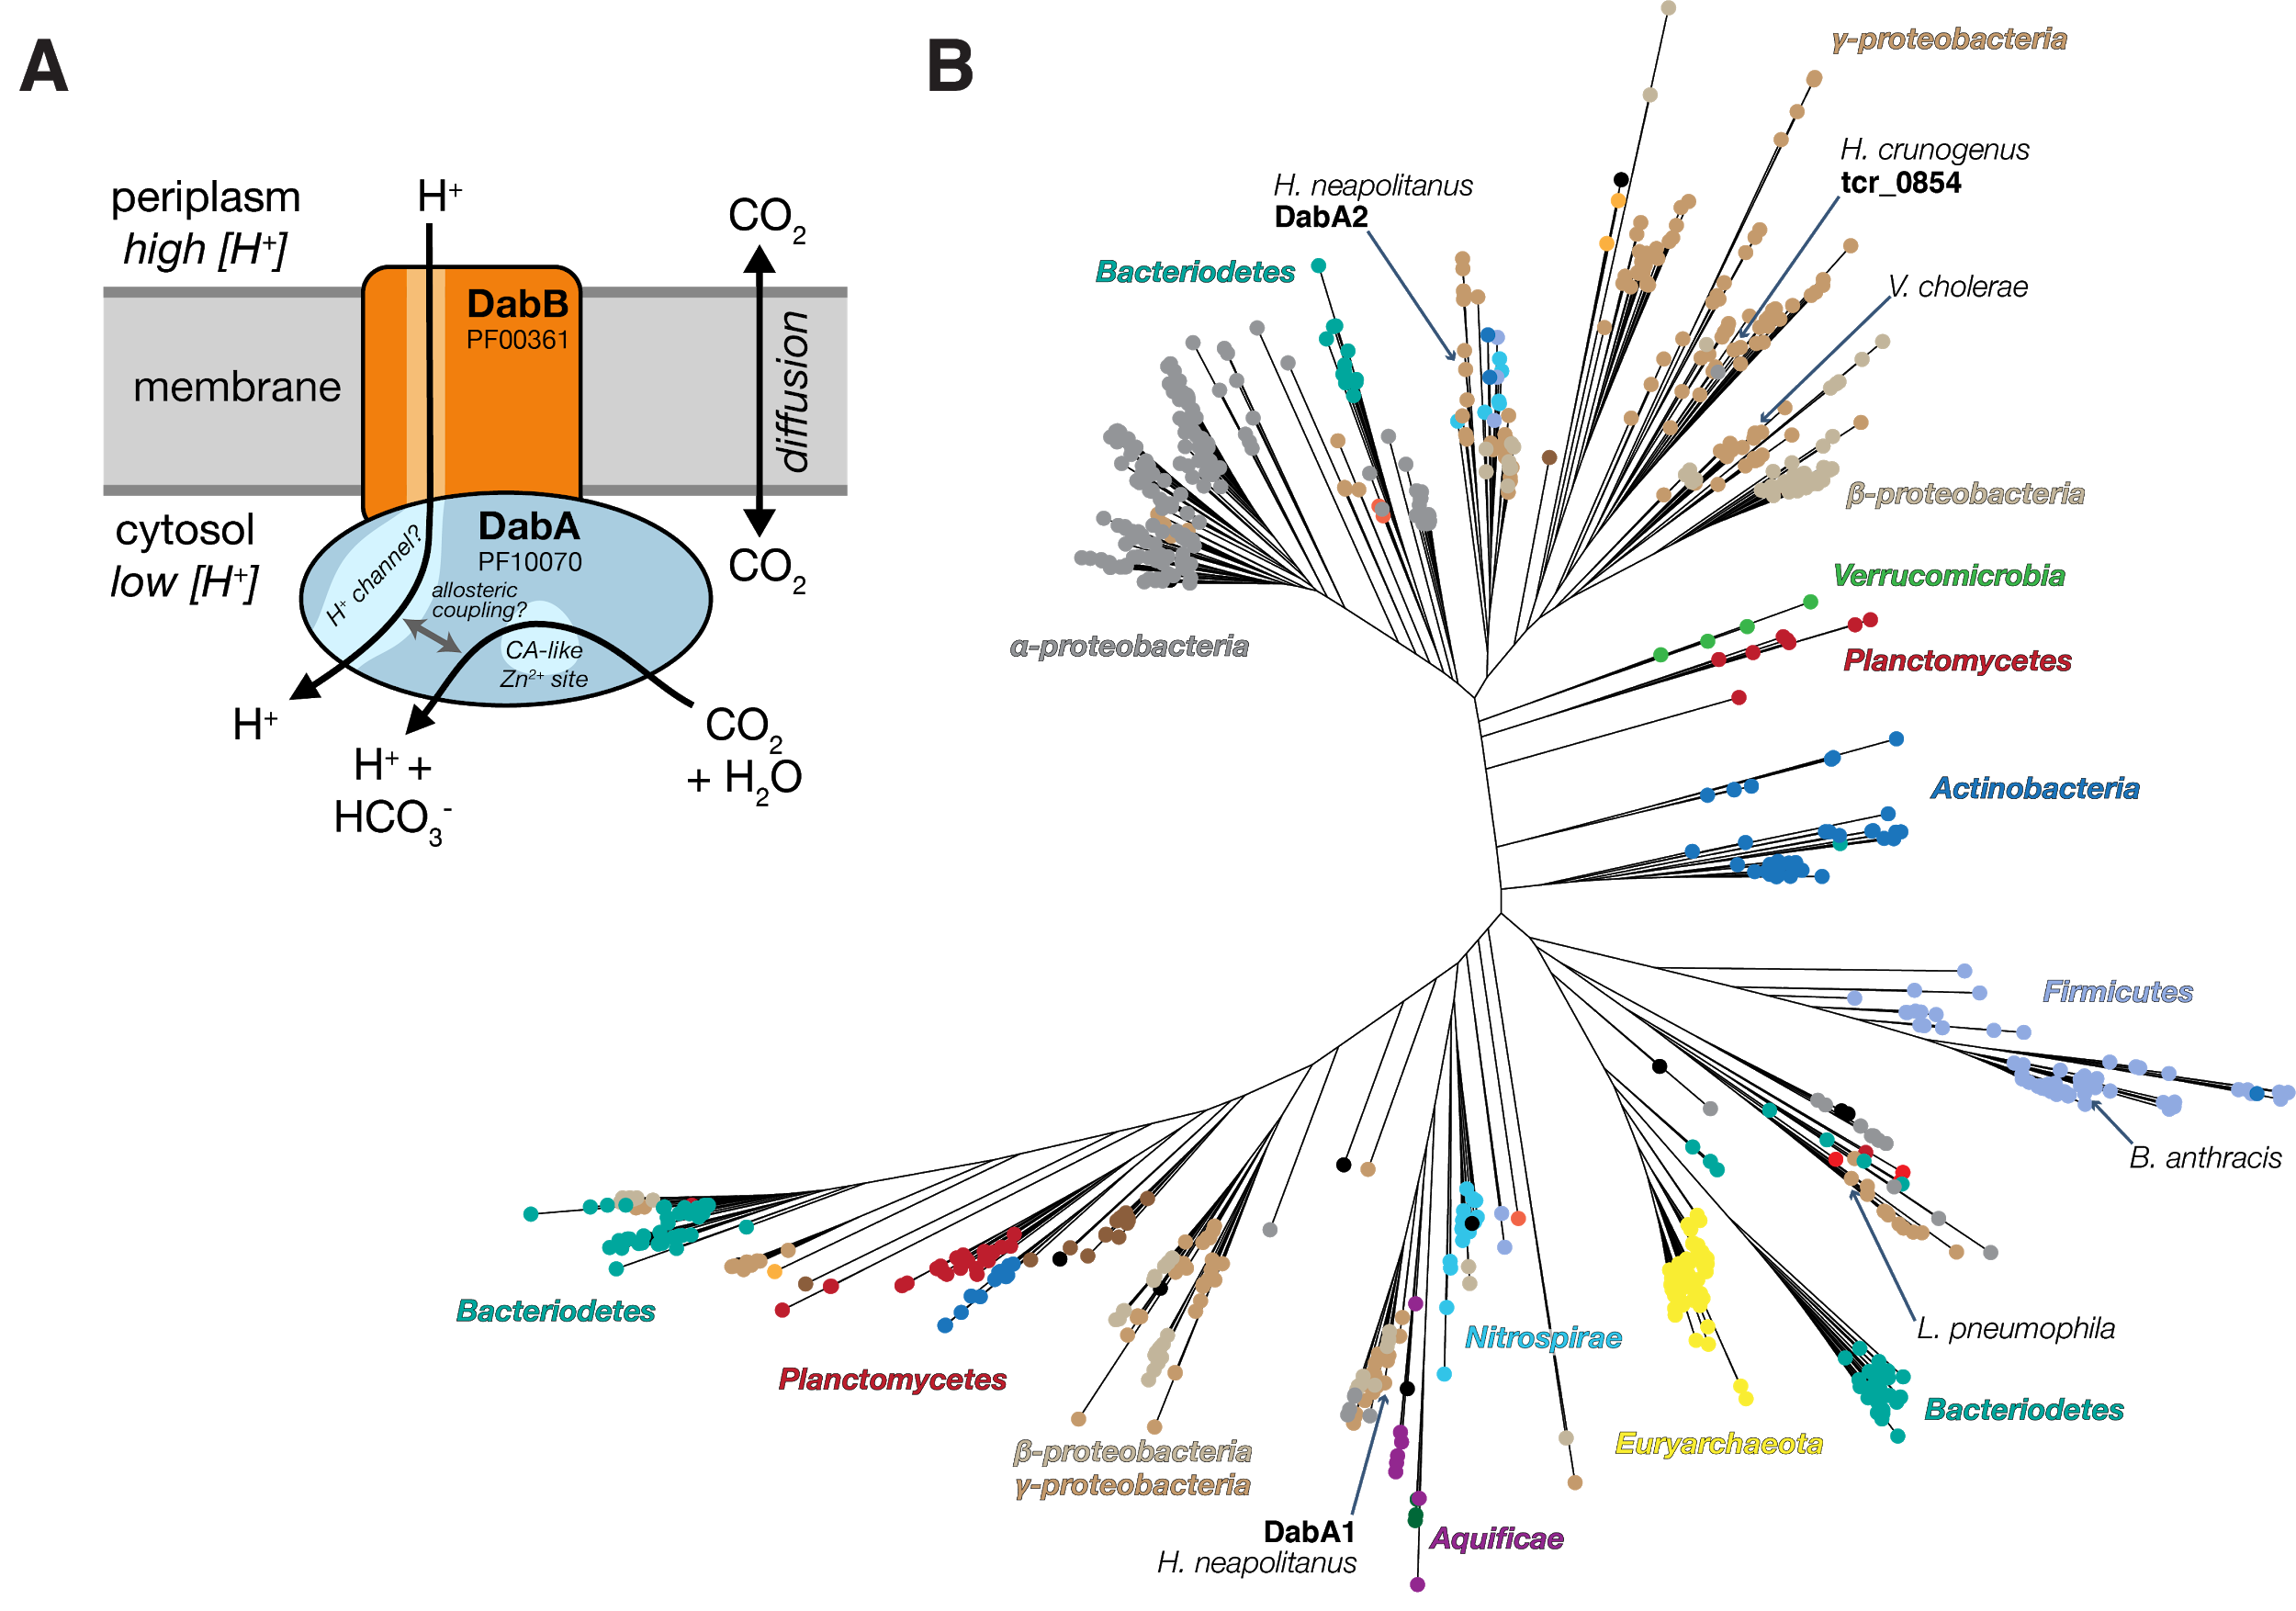 A
periplasm
high [H+]
H+
CO2
DabB
PF00361
membrane
diffusion
cytosol
low [H+]
DabA
PF10070
CO2
H+ channel?
allosteric
coupling?
CA-like
Zn2+ site
H+
H+ +
HCO3-
CO2
+ H2O
B
γ-proteobacteria
H. crunogenus
tcr_0854
H. neapolitanus
DabA2
Bacteriodetes
V. cholerae
β-proteobacteria
α-proteobacteria
Verrucomicrobia
Planctomycetes
Actinobacteria
Firmicutes
B. anthracis
L. pneumophila
Bacteriodetes
Euryarchaeota
Nitrospirae
Aquificae
DabA1
H. neapolitanus
β-proteobacteria
γ-proteobacteria
Planctomycetes
Bacteriodetes